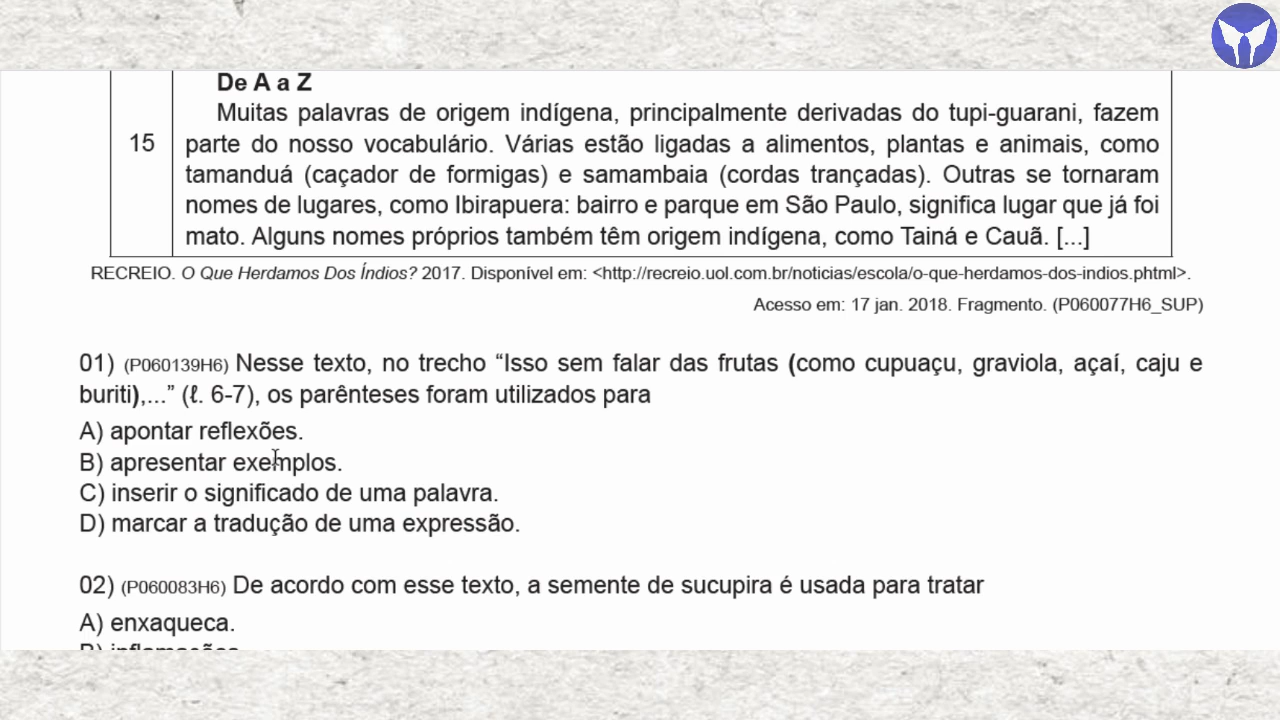 De A a Z
Muitas palavras de origem indígena, principalmente derivadas do tupi-guarani, fazem
15 parte do nosso vocabulário. Várias estão ligadas a alimentos, plantas e animais, como
tamanduá (caçador de formigas) e samambaia (cordas trançadas). Outras se tornaram
nomes de lugares, como Ibirapuera: bairro e parque em São Paulo, significa lugar que já foi
mato. Alguns nomes próprios também têm origem indígena, como Tainá e Cauã. [...]
RECREIO. O Que Herdamos Dos Índios? 2017. Disponível em: <http://recreio.uol.com.br/noticias/escola/o-que-herdamos-dos-indios.phtml>.
Acesso em: 17 jan. 2018. Fragmento. (P060077H6_SUP)
01) (P060139H6) Nesse texto, no trecho “Isso sem falar das frutas (como cupuaçu, graviola, açaí, caju e
buriti),...” (ℓ. 6-7), os parênteses foram utilizados para
A) apontar reflexões.
B) apresentar exemplos.
C) inserir o significado de uma palavra.
D) marcar a tradução de uma expressão.
02) (P060083H6) De acordo com esse texto, a semente de sucupira é usada para tratar
A) enxaqueca.
B) inflamações.